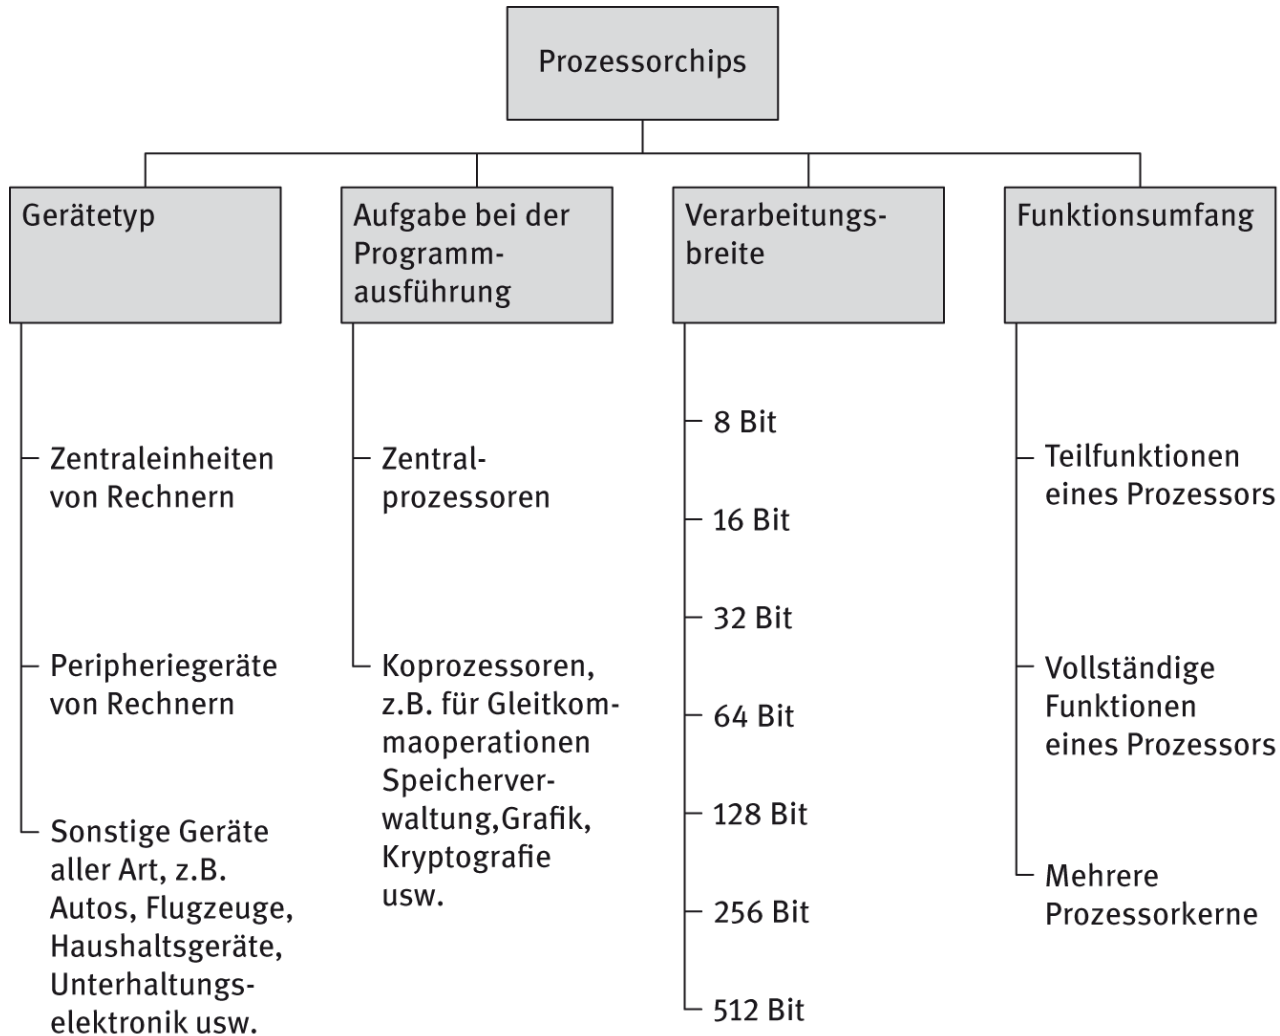 Prozessorchips
Gerätetyp
Zentraleinheiten
von Rechnern
Peripheriegeräte
von Rechnern
Sonstige Geräte
aller Art, z.B.
Autos, Flugzeuge,
Haushaltsgeräte,
Unterhaltungs-
elektronik usw.
Aufgabe bei der
Programm-
ausführung
Zentral-
prozessoren
Koprozessoren,
z.B. für Gleitkom-
maoperationen
Speicherver-
waltung,Grafik,
Kryptografie
usw.
Verarbeitungs-
breite
8 Bit
16 Bit
32 Bit
64 Bit
128 Bit
256 Bit
512 Bit
Funktionsumfang
Teilfunktionen
eines Prozessors
Vollständige
Funktionen
eines Prozessors
Mehrere
Prozessorkerne